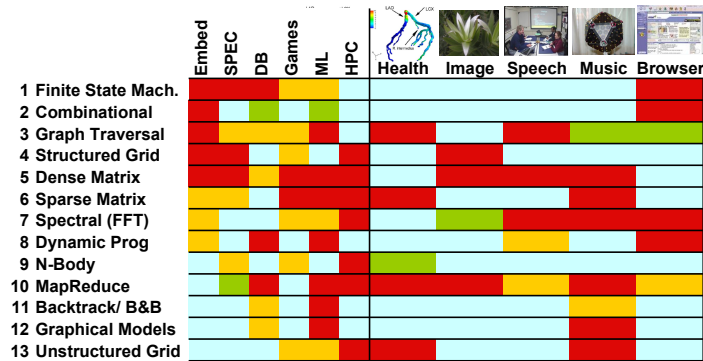 Embed
SPEC
DB
Games
ML
HPC
LAD
LCX
Health
Image
Speech
Music
Browser
1 Finite State Mach.
2 Combinational
3 Graph Traversal
4 Structured Grid
5 Dense Matrix
6 Sparse Matrix
7 Spectral (FFT)
8 Dynamic Prog
9 N-Body
10 MapReduce
11 Backtrack/ B&B
12 Graphical Models
13 Unstructured Grid